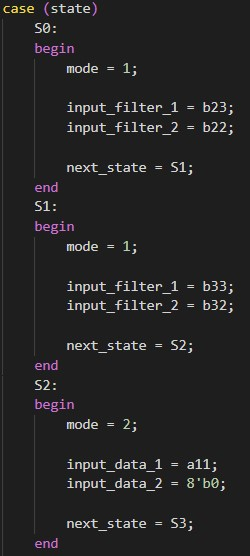 case (state)
S0:
begin
mode = 1;
input_filter_1 = b23;
input_filter_2 = b22;
next_state = S1;
end
S1:
begin
mode = 1;
input_filter_1 = b33;
input_filter_2 = b32;
next_state = S2;
end
S2:
begin
mode = 2;
input_data_1 = a11;
input_data_2 = 8'b0;
next_state = S3;
end